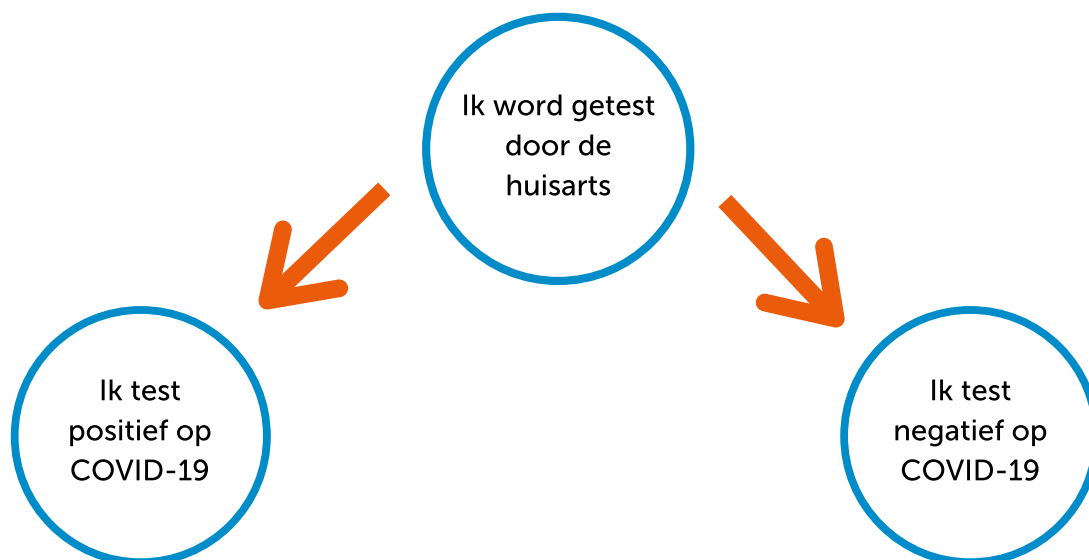 Ik word getest
door de
huisarts
Ik test
positief op
COVID-19
Ik test
negatief op
COVID-19